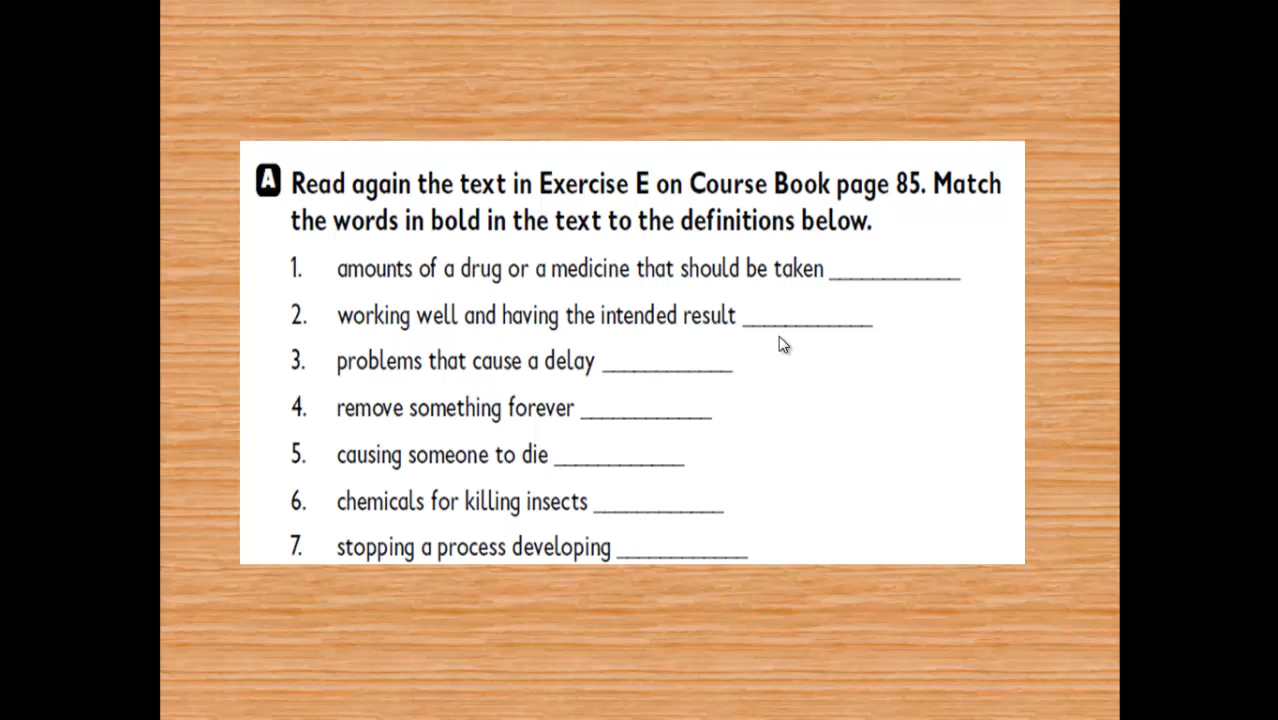 A Read again the text in Exercise E on Course Book page 85. Match
the words in bold in the text to the definitions below.
1. amounts of a drug or a medicine that should be taken ____________
2. working well and having the intended result ____________
3. problems that cause a delay ____________
4. remove something forever ____________
5. causing someone to die ____________
6. chemicals for killing insects ____________
7. stopping a process developing ____________